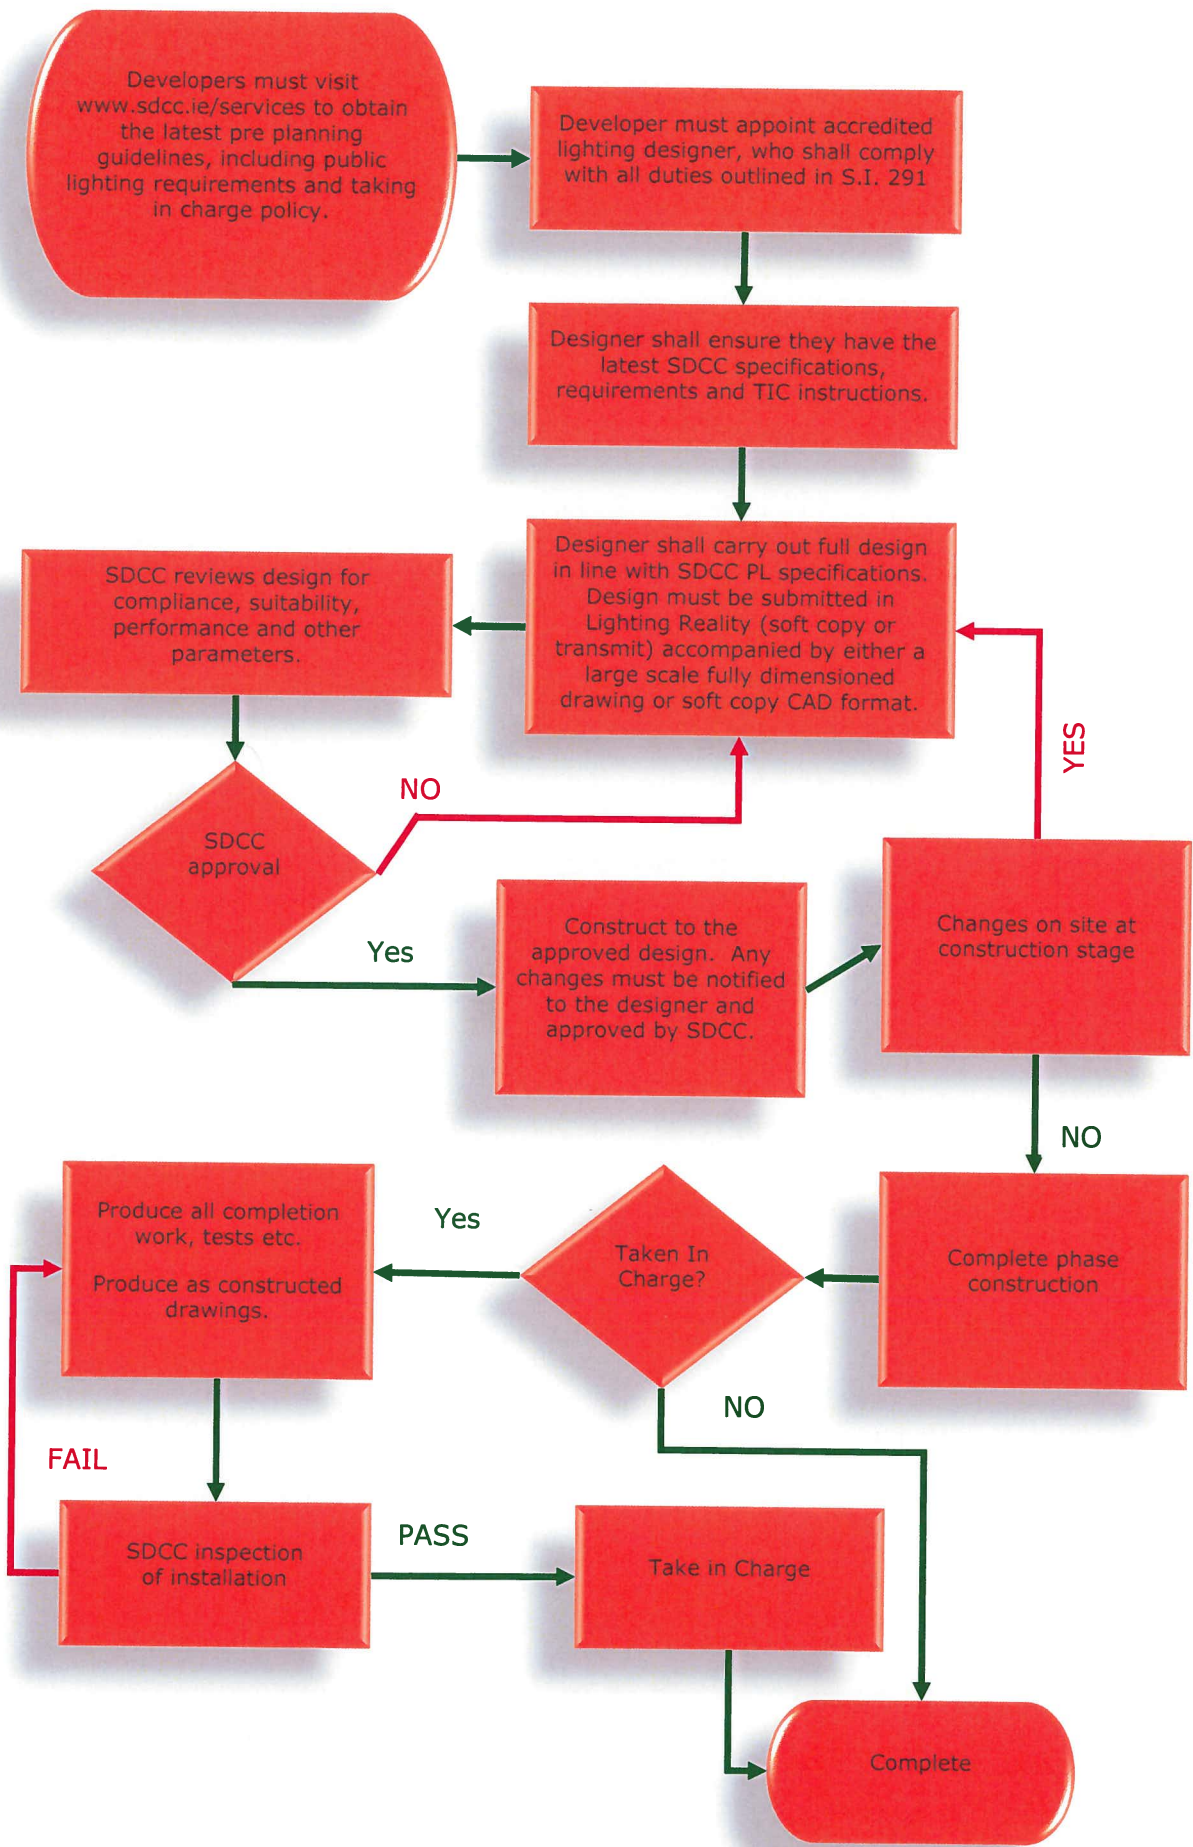 Developers must visit
www.sdcc.ie/services to obtain
the latest pre planning
guidelines, including public
lighting requirements and taking
in charge policy.
Developer must appoint accredited
lighting designer, who shall comply
with all duties outlined in S.I. 291
Designer shall ensure they have the
latest SDCC specifications,
requirements and TIC instructions.
Designer shall carry out full design
in line with SDCC PL specifications.
Design must be submitted in
Lighting Reality (soft copy or
transmit) accompanied by either a
large scale fully dimensioned
drawing or soft copy CAD format.
SDCC reviews design for
compliance, suitability,
performance and other
parameters.
YES
NO
SDCC
approval
Yes
Construct to the
approved design.  Any
changes must be notified
to the designer and
approved by SDCC.
Changes on site at
construction stage
NO
Complete phase
construction
Taken In
Charge?
Yes
NO
Produce all completion
work, tests etc.
Produce as constructed
drawings.
FAIL
SDCC inspection
of installation
PASS
Take in Charge
Complete